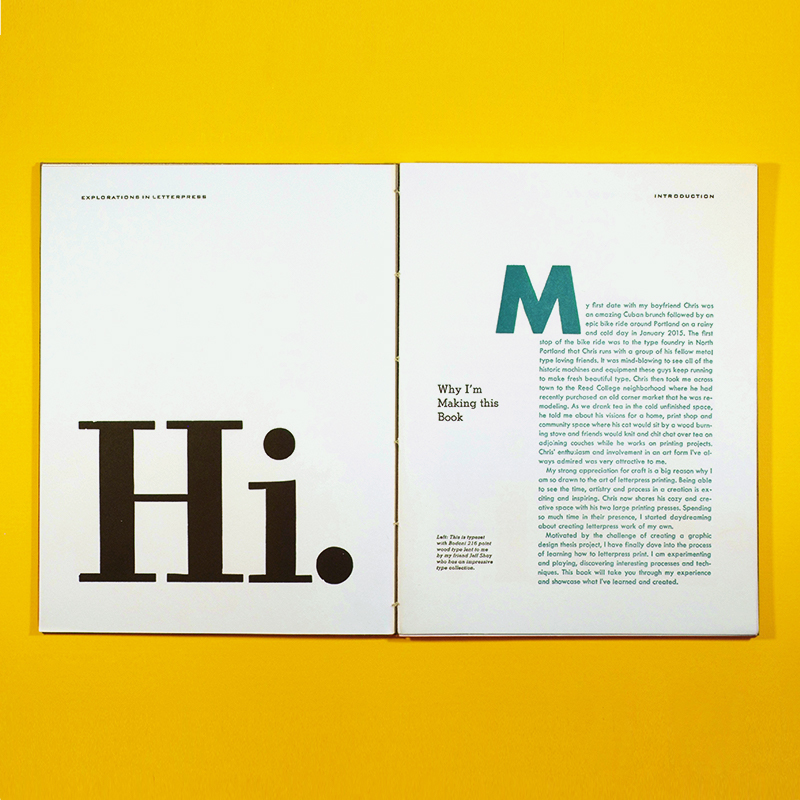 EXPLORATIONS IN LETTERPRESS
Hi.
INTRODUCTION
Why I'm
Making this
Book
My first date with my boyfriend Chris was
an amazing Cuban brunch followed by an
epic bike ride around Portland on a rainy
and cold day in January 2015. The first
stop of the bike ride was to the type foundry in North
Portland that Chris runs with a group of his fellow metal
type loving friends. It was mind-blowing to see all of the
historic machines and equipment these guys keep running
to make fresh beautiful type. Chris then took me across
town to the Reed College neighborhood where he had
recently purchased an old corner market that he was re-
modeling. As we drank tea in the cold unfinished space,
he told me about his visions for a home, print shop and
community space where his cat would sit by a wood burn-
ing stove and friends would knit and chit chat over tea on
adjoining couches while he works on printing projects.
Chris' enthusiasm and involvement in an art form I've al-
ways admired was very attractive to me.
My strong appreciation for craft is a big reason why I
am so drawn to the art of letterpress printing. Being able
to see the time, artistry and process in a creation is ex-
citing and inspiring. Chris now shares his cozy and cre-
ative space with his two large printing presses. Spending
so much time in their presence, I started daydreaming
about creating letterpress work of my own.
Motivated by the challenge of creating a graphic
design thesis project, I have finally dove into the process
of learning how to letterpress print. I am experimenting
and playing, discovering interesting processes and tech-
niques. This book will take you through my experience
and showcase what I've learned and created.
Left: This is typeset
with Bodoni 216 point
wood type lent to me
by my friend Jeff Shay
who has an impressive
type collection.